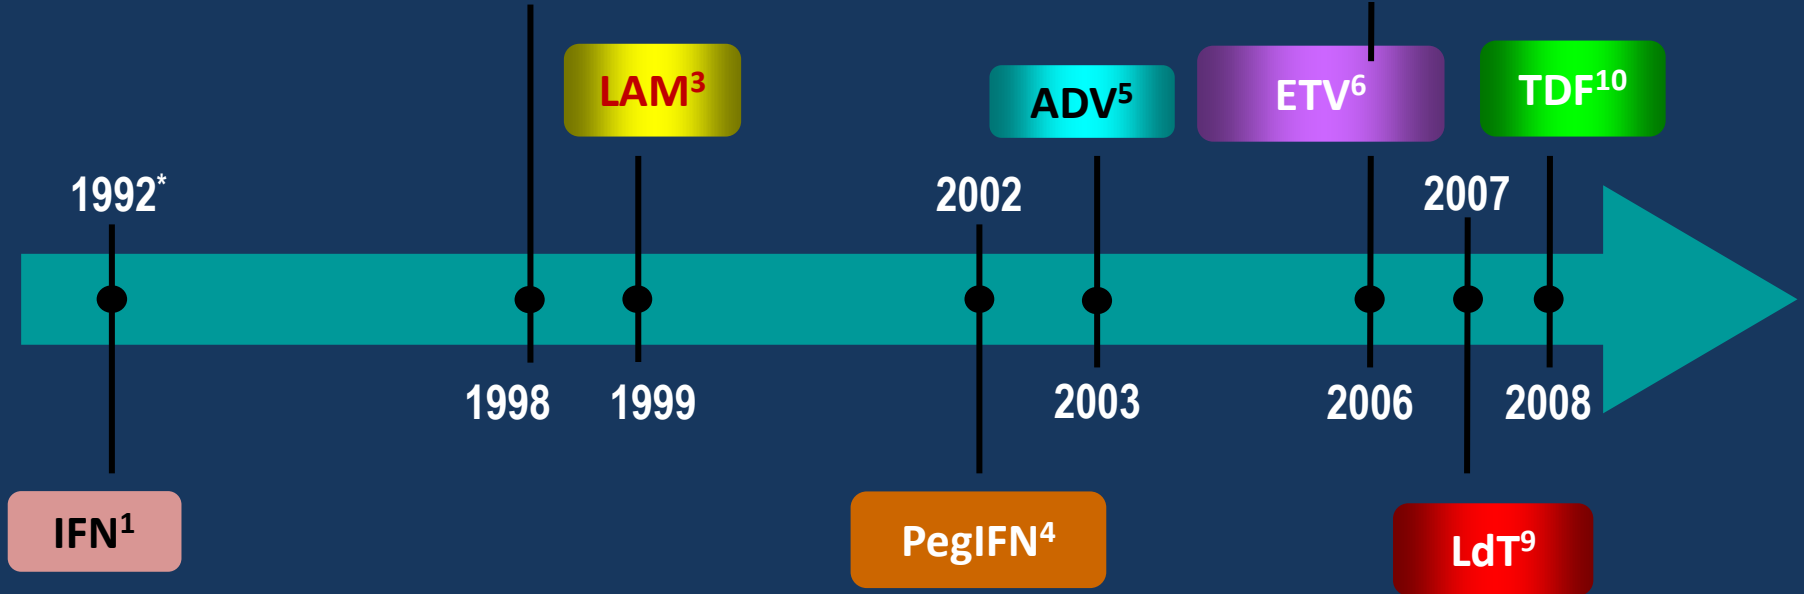 LAM³
ADV⁵
ETV⁶
TDF¹⁰
1992*
2002
2007
1998
1999
2003
2006
2008
IFN¹
PegIFN⁴
LdT⁹